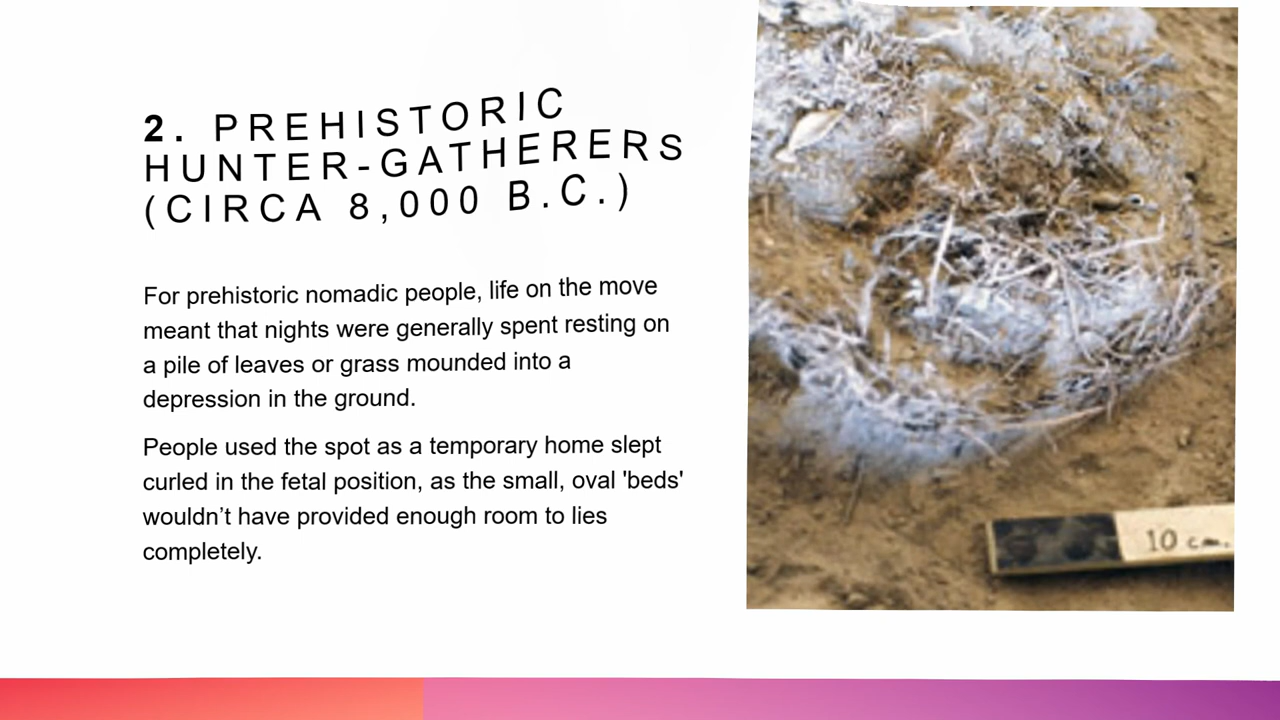 2. PREHISTORIC
HUNTER-GATHERERS
(CIRCA 8,000 B.C.)
For prehistoric nomadic people, life on the move
meant that nights were generally spent resting on
a pile of leaves or grass mounded into a
depression in the ground.
People used the spot as a temporary home slept
curled in the fetal position, as the small, oval 'beds'
wouldn’t have provided enough room to lies
completely.
10 cm.